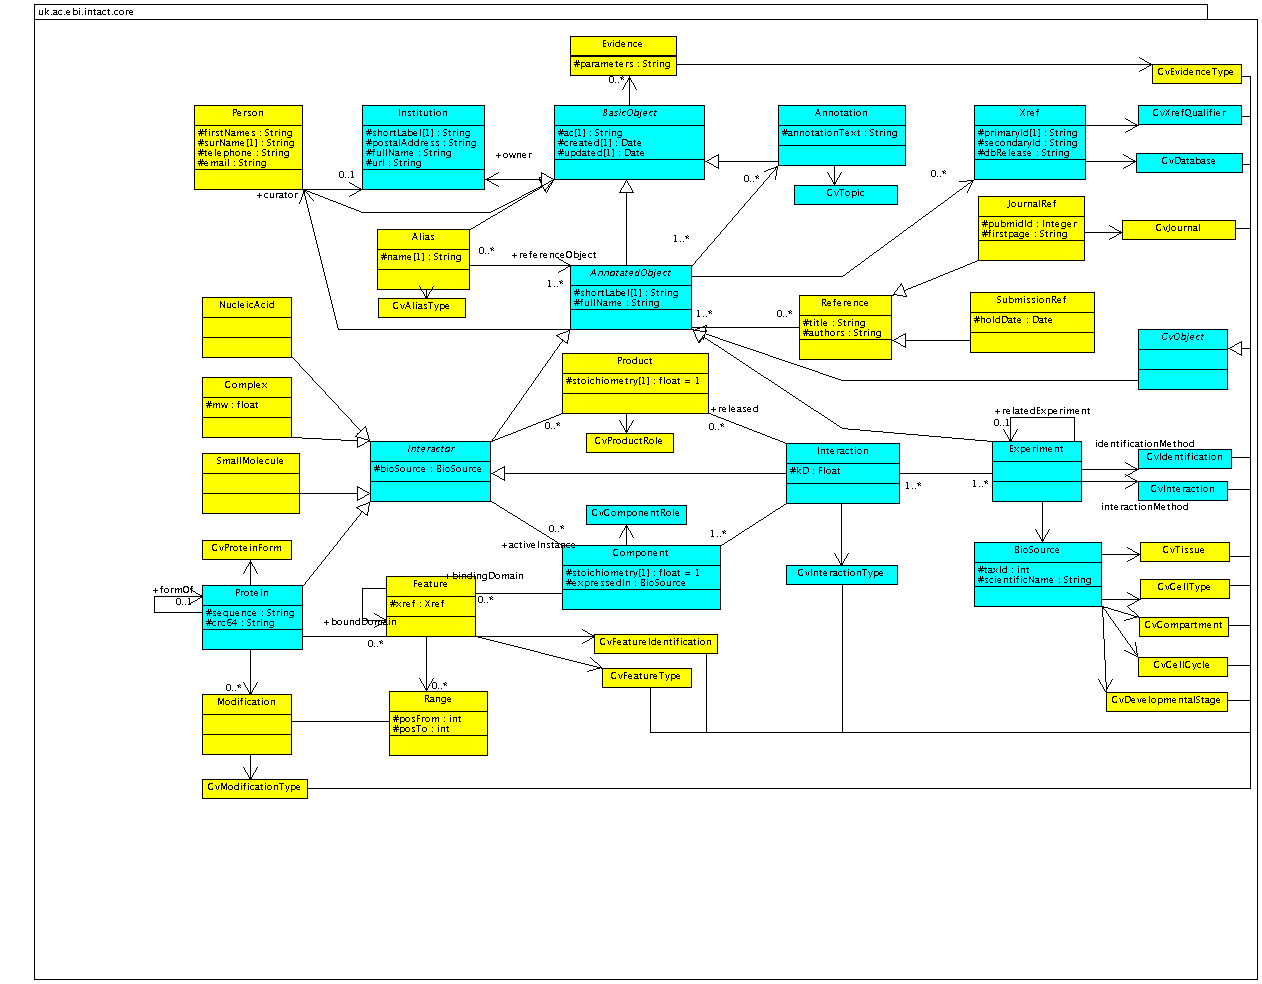 uk.ac.ebi.intact.core
Evidence
#parameters : String
CvEvidenceType
0..*
Person
#firstNames : String
#surName[1] : String
#telephone : String
#email : String
Institution
#shortLabel[1] : String
#postalAddress : String
#fullName : String
#url : String
BasicObject
#ac[1] : String
#created[1] : Date
#updated[1] : Date
Annotation
#annotationText : String
Xref
#primaryId[1] : String
#secondaryId : String
#dbRelease : String
CvXrefQualifier
CvDatabase
+owner
0..1
+curator
0..*
0..*
CvTopic
JournalRef
#pubmidId : Integer
#firstpage : String
CvJournal
Alias
#name[1] : String
0..*
+referenceObject
1..*
1..*
CvAliasType
AnnotatedObject
#shortLabel[1] : String
#fullName : String
1..*
0..*
Reference
#title : String
#authors : String
SubmissionRef
#holdDate : Date
CvObject
NucleicAcid
Product
#stoichiometry[1] : float = 1
Complex
#mw : float
+released
0..*
0..*
CvProductRole
+relatedExperiment
0..1
Interactor
#bioSource : BioSource
Interaction
#kD : Float
Experiment
identificationMethod
CvIdentification
CvInteraction
interactionMethod
1..*
1..*
SmallMolecule
CvComponentRole
0..*
1..*
+activeInstance
Component
#stoichiometry[1] : float = 1
#expressedIn : BioSource
CvInteractionType
BioSource
#taxId : int
#scientificName : String
CvTissue
CvCellType
CvCompartment
CvCellCycle
CvDevelopmentalStage
CvProteinForm
+formOf
0..1
Protein
#sequence : String
#crc64 : String
+bindingDomain
Feature
#xref : Xref
0..*
+boundDomain
0..*
CvFeatureIdentification
CvFeatureType
0..*
0..*
Modification
Range
#posFrom : int
#posTo : int
CvModificationType